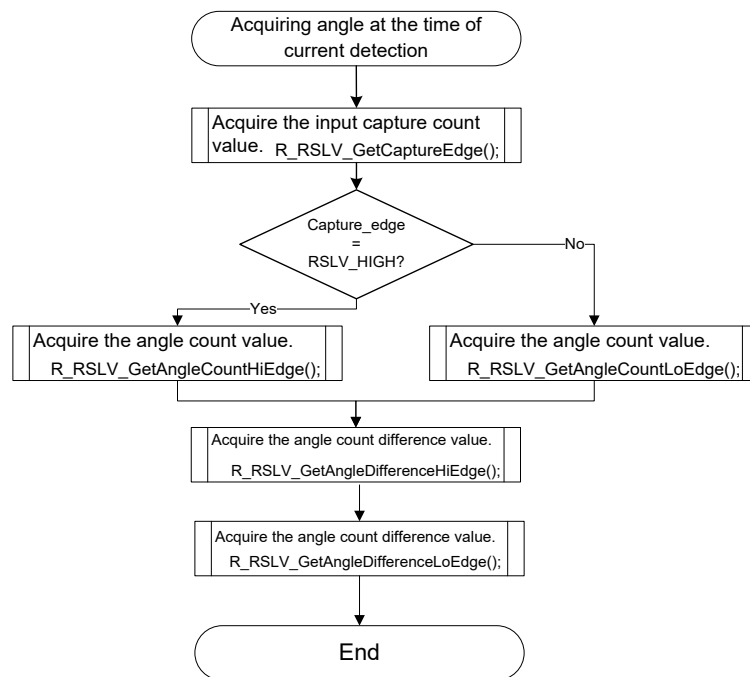 Acquiring angle at the time of
current detection
Acquire the input capture count
value. R_RSLV_GetCaptureEdge();
Capture_edge
=
RSLV_HIGH?
No
Yes
Acquire the angle count value.
R_RSLV_GetAngleCountHiEdge();
Acquire the angle count value.
R_RSLV_GetAngleCountLoEdge();
Acquire the angle count difference value.
R_RSLV_GetAngleDifferenceHiEdge();
Acquire the angle count difference value.
R_RSLV_GetAngleDifferenceLoEdge();
End